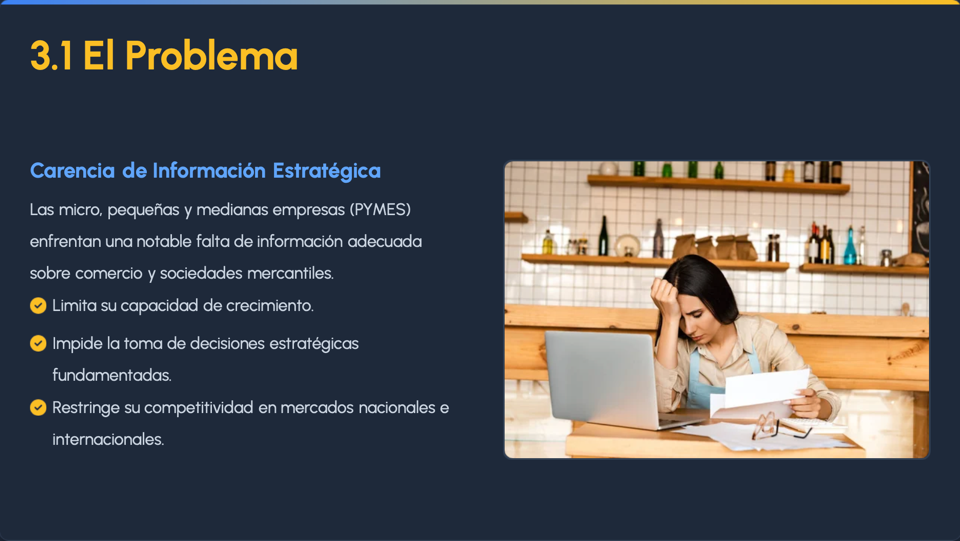 3.1 El Problema
Carencia de Información Estratégica
Las micro, pequeñas y medianas empresas (PYMES)
enfrentan una notable falta de información adecuada
sobre comercio y sociedades mercantiles.
Limita su capacidad de crecimiento.
Impide la toma de decisiones estratégicas
fundamentadas.
Restringe su competitividad en mercados nacionales e
internacionales.